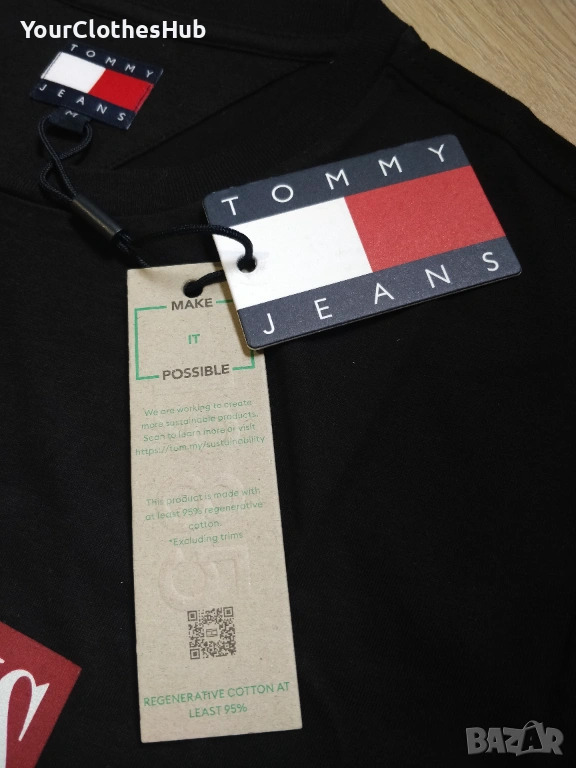 YourClothesHub
TOMMY
JEANS
M
TOMMY
JEANS
MAKE
IT
POSSIBLE
We are working to create
more sustainable products.
Scan to learn more or visit
https://tom.my/sustainability
This product is made with
at least 95% regenerative
cotton.
*Excluding trims
REGENERATIVE COTTON AT
LEAST 95%
BAZAR